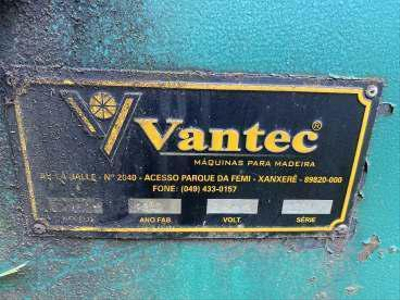 Vantec®
MÁQUINAS PARA MADEIRA
LA SALLE - Nº 2040 - ACESSO PARQUE DA FEMI - XANXERÊ - 89820-000
FONE: (049) 433-0157
ANO FAB. VOLT. SÉRIE